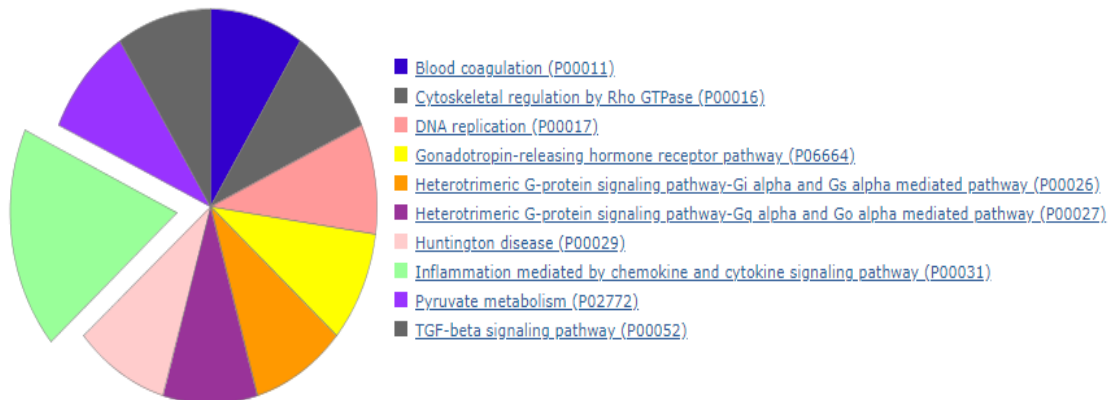 Blood coagulation (P00011)
Cytoskeletal regulation by Rho GTPase (P00016)
DNA replication (P00017)
Gonadotropin-releasing hormone receptor pathway (P06664)
Heterotrimeric G-protein signaling pathway-Gi alpha and Gs alpha mediated pathway (P00026)
Heterotrimeric G-protein signaling pathway-Gq alpha and Go alpha mediated pathway (P00027)
Huntington disease (P00029)
Inflammation mediated by chemokine and cytokine signaling pathway (P00031)
Pyruvate metabolism (P02772)
TGF-beta signaling pathway (P00052)